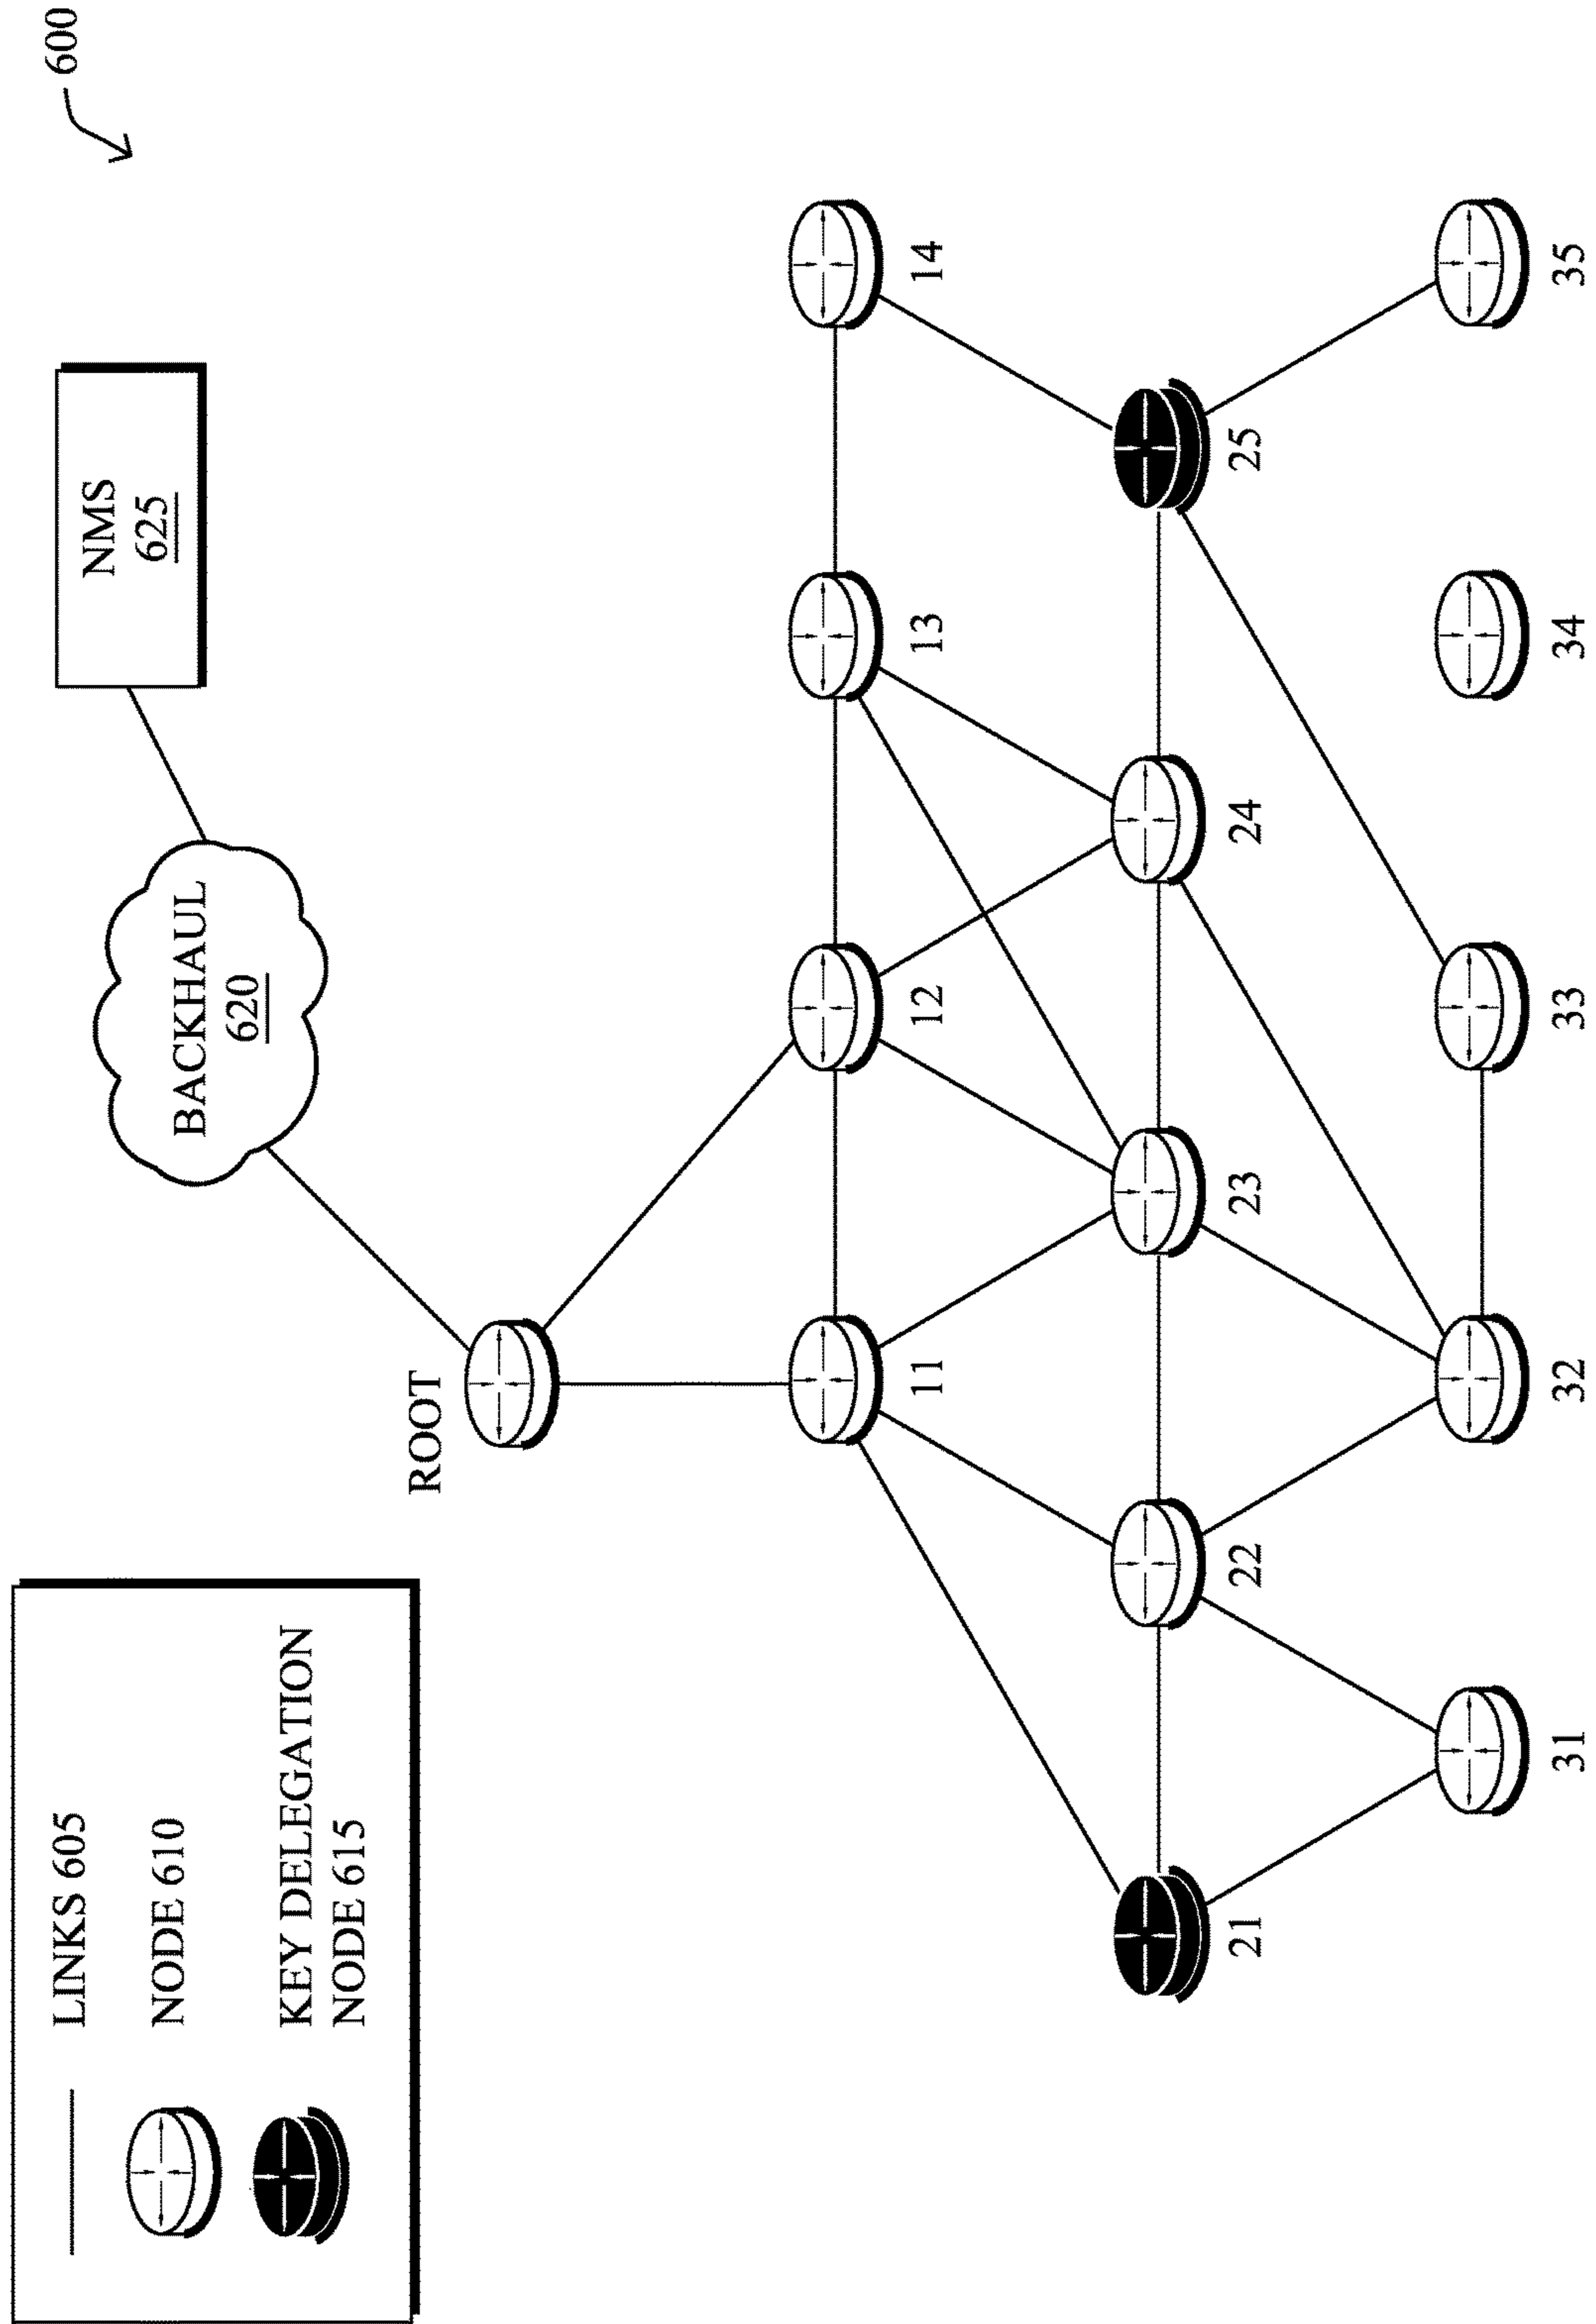 LINKS 605
NODE 610
KEY DELEGATION
NODE 615
600
NMS
625
BACKHAUL
620
ROOT
11
12
13
14
21
22
23
24
25
31
32
33
34
35